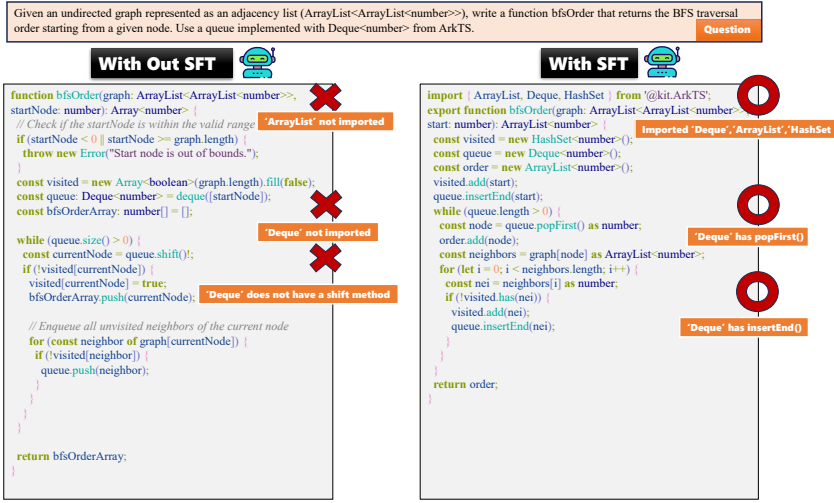 Given an undirected graph represented as an adjacency list (ArrayList<ArrayList<number>>), write a function bfsOrder that returns the BFS traversal
order starting from a given node. Use a queue implemented with Deque<number> from ArkTS.
Question
With Out SFT
function bfsOrder(graph: ArrayList<ArrayList<number>>,
startNode: number): Array<number> {
// Check if the startNode is within the valid range
'ArrayList' not imported
if (startNode < 0 || startNode >= graph.length) {
throw new Error("Start node is out of bounds.");
}
const visited = new Array<boolean>(graph.length).fill(false);
const queue: Deque<number> = deque([startNode]);
const bfsOrderArray: number[] = [];
'Deque' not imported
while (queue.size() > 0) {
const currentNode = queue.shift()!;
if (!visited[currentNode]) {
visited[currentNode] = true;
bfsOrderArray.push(currentNode);
'Deque' does not have a shift method
// Enqueue all unvisited neighbors of the current node
for (const neighbor of graph[currentNode]) {
if (!visited[neighbor]) {
queue.push(neighbor);
}
}
}
}
return bfsOrderArray;
}
With SFT
import { ArrayList, Deque, HashSet } from '@kit.ArkTS';
export function bfsOrder(graph: ArrayList<ArrayList<number>>,
start: number): ArrayList<number> {
Imported 'Deque','ArrayList','HashSet
const visited = new HashSet<number>();
const queue = new Deque<number>();
const order = new ArrayList<number>();
visited.add(start);
queue.insertEnd(start);
while (queue.length > 0) {
const node = queue.popFirst() as number;
order.add(node);
'Deque' has popFirst()
const neighbors = graph[node] as ArrayList<number>;
for (let i = 0; i < neighbors.length; i++) {
const nei = neighbors[i] as number;
if (!visited.has(nei)) {
visited.add(nei);
queue.insertEnd(nei);
'Deque' has insertEnd()
}
}
}
return order;
}